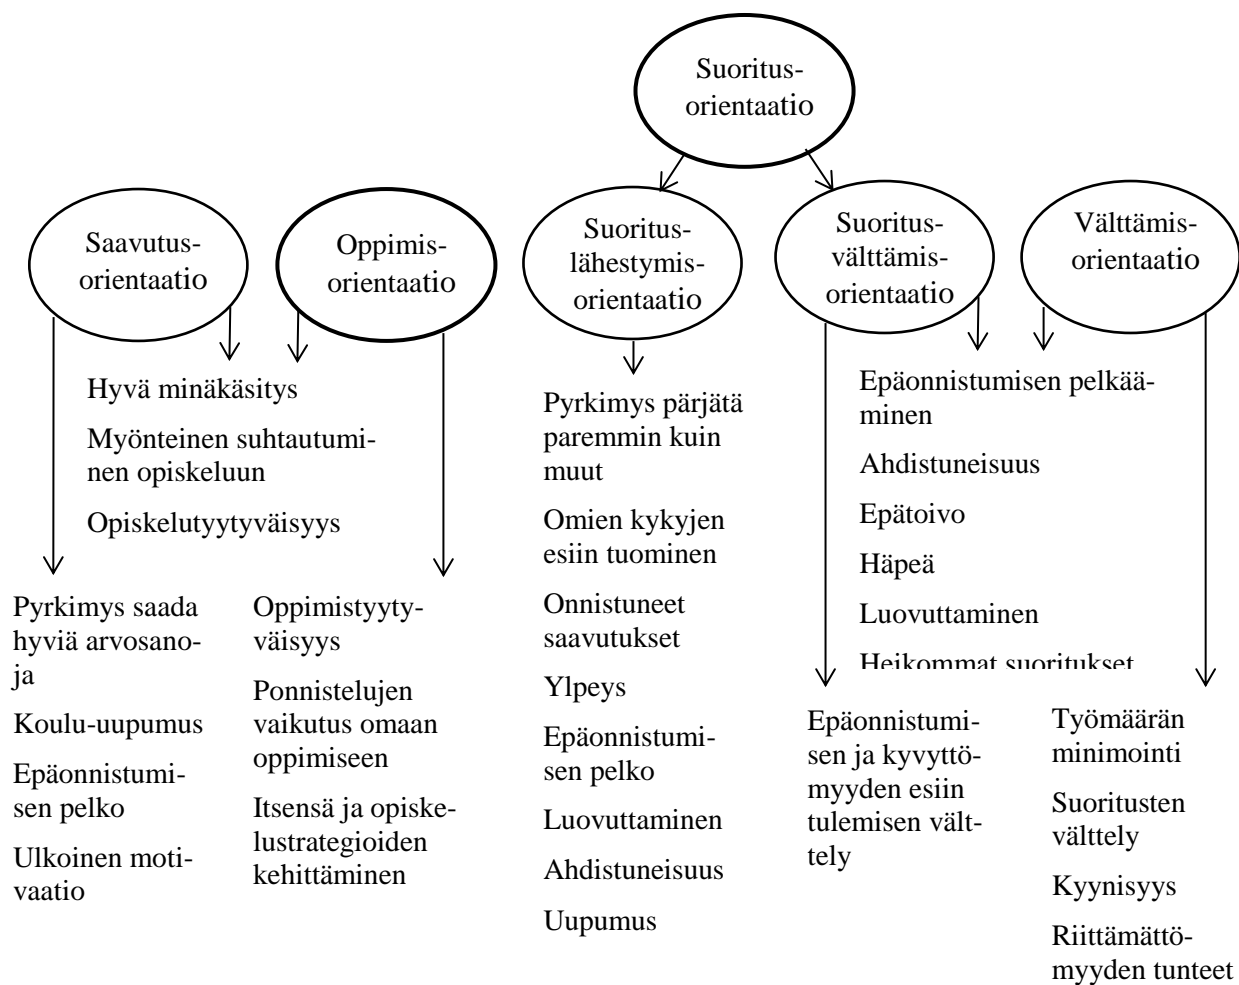 Suoritus-
orientaatio
Saavutus-
orientaatio
Oppimis-
orientaatio
Suoritus-
lähestymis-
orientaatio
Suoritus-
välttämis-
orientaatio
Välttämis-
orientaatio
Hyvä minäkäsitys
Myönteinen suhtautumi-
nen opiskeluun
Opiskelutyytyväisyys
Pyrkimys saada
hyviä arvosano-
ja
Koulu-uupumus
Epäonnistumi-
sen pelko
Ulkoinen moti-
vaatio
Oppimistyyty-
väisyys
Ponnistelujen
vaikutus omaan
oppimiseen
Itsensä ja opiske-
lustrategioiden
kehittäminen
Pyrkimys pärjätä
paremmin kuin
muut
Omien kykyjen
esiin tuominen
Onnistuneet
saavutukset
Ylpeys
Epäonnistumi-
sen pelko
Luovuttaminen
Ahdistuneisuus
Uupumus
Epäonnistumisen pelkää-
minen
Ahdistuneisuus
Epätoivo
Häpeä
Luovuttaminen
Heikommat suoritukset
Epäonnistumi-
sen ja kyvyttö-
myyden esiin
tulemisen vält-
tely
Työmäärän
minimointi
Suoritusten
välttely
Kyynisyys
Riittämättö-
myyden tunteet